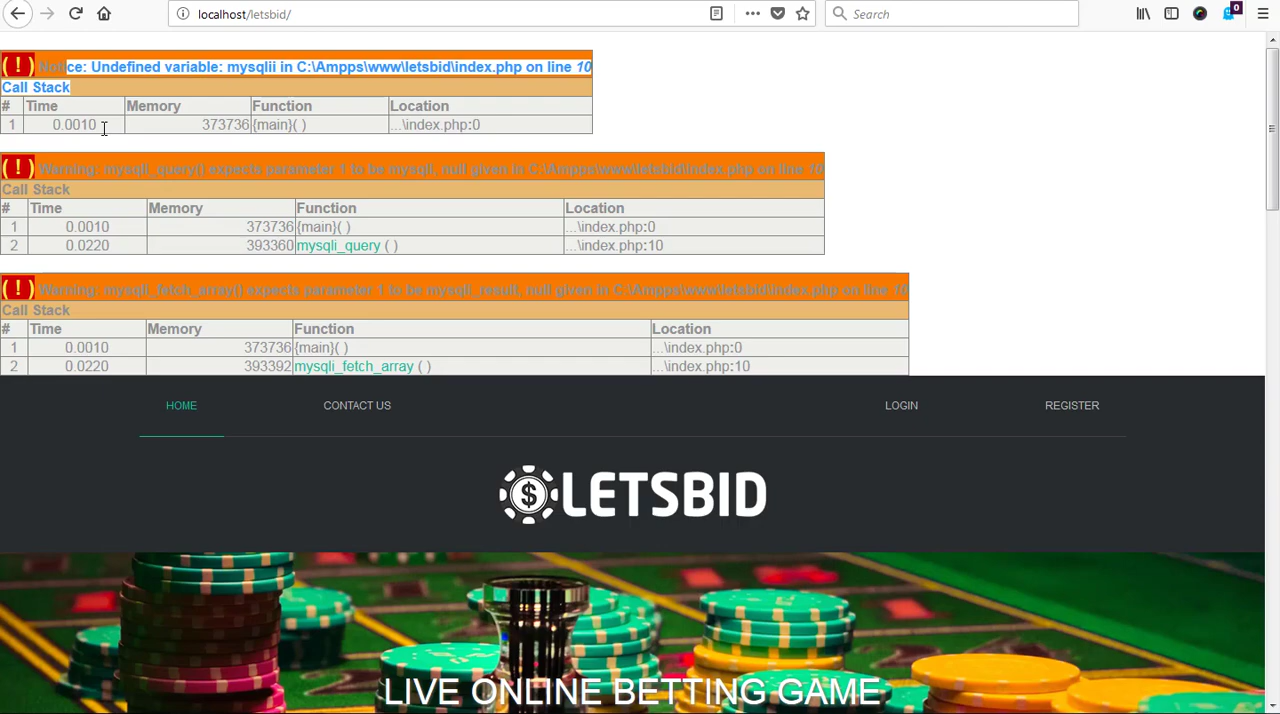 localhost/letsbid/
Search
0
( ! ) Notice: Undefined variable: mysqlii in C:\Ampps\www\letsbid\index.php on line 10
Call Stack
# Time Memory Function Location
1 0.0010 373736 {main}( ) ...\index.php:0
( ! ) Warning: mysqli_query() expects parameter 1 to be mysqli, null given in C:\Ampps\www\letsbid\index.php on line 10
Call Stack
# Time Memory Function Location
1 0.0010 373736 {main}( ) ...\index.php:0
2 0.0220 393360 mysqli_query ( ) ...\index.php:10
( ! ) Warning: mysqli_fetch_array() expects parameter 1 to be mysqli_result, null given in C:\Ampps\www\letsbid\index.php on line 10
Call Stack
# Time Memory Function Location
1 0.0010 373736 {main}( ) ...\index.php:0
2 0.0220 393392 mysqli_fetch_array ( ) ...\index.php:10
HOME CONTACT US LOGIN REGISTER
$ LETSBID
LIVE ONLINE BETTING GAME